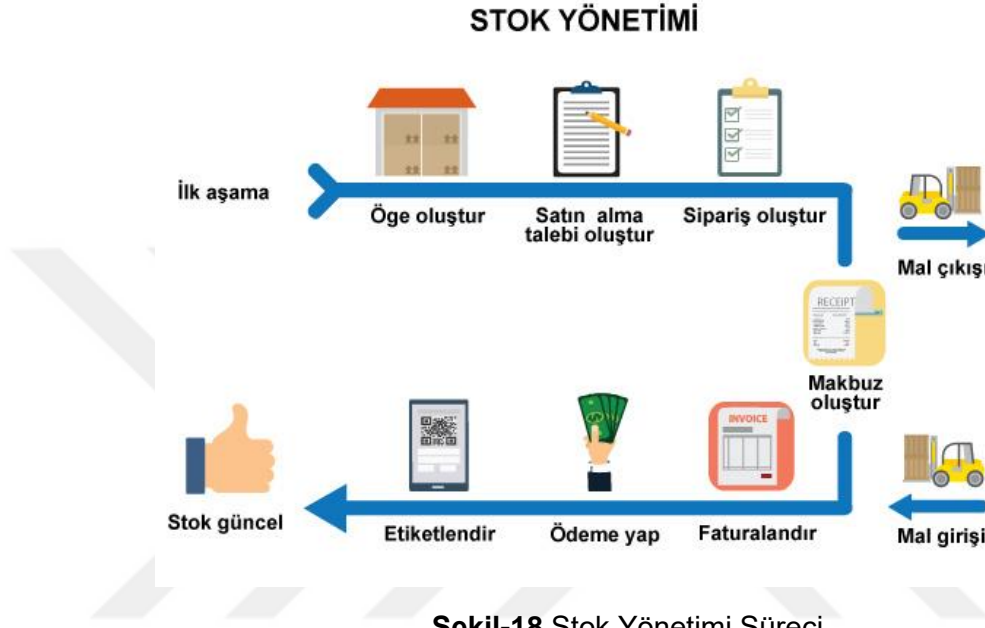 STOK YÖNETİMİ
İlk aşama
Öge oluştur
Satın alma
talebi oluştur
Sipariş oluştur
Mal çıkışı
RECEIPT
Makbuz
oluştur
INVOICE
Stok güncel
Etiketlendir
Ödeme yap
Faturalandır
Mal girişi
Şekil-18 Stok Yönetimi Süreci